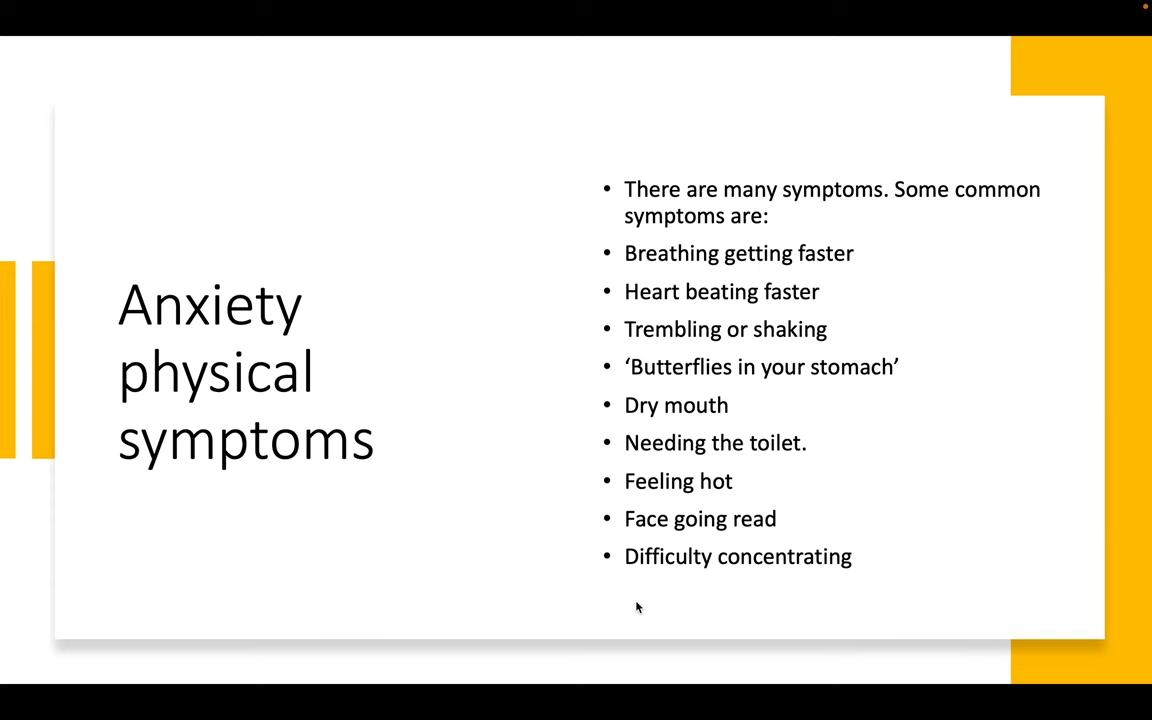 Anxiety
physical
symptoms
• There are many symptoms. Some common
symptoms are:
• Breathing getting faster
• Heart beating faster
• Trembling or shaking
• ‘Butterflies in your stomach’
• Dry mouth
• Needing the toilet.
• Feeling hot
• Face going read
• Difficulty concentrating